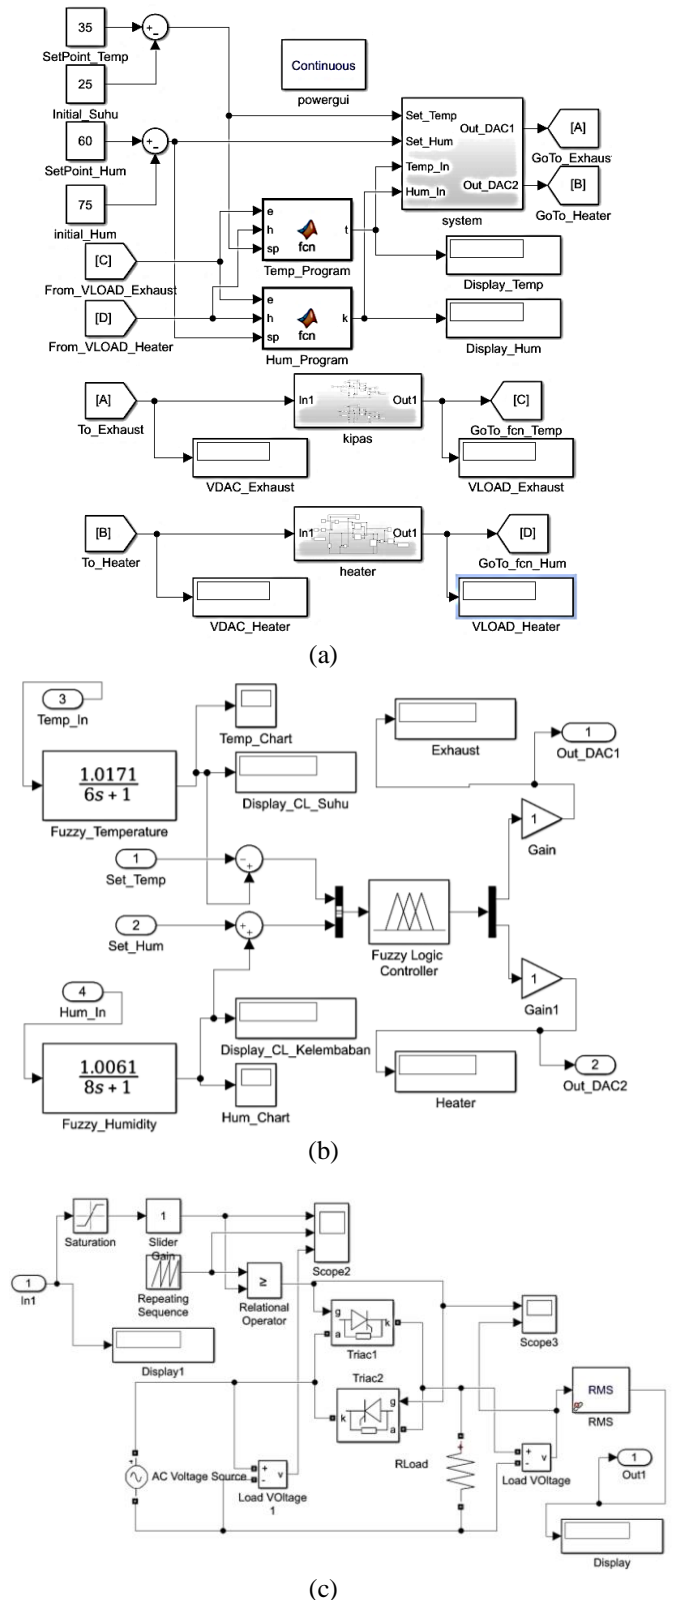 35
SetPoint_Temp
25
Initial_Suhu
60
SetPoint_Hum
75
initial_Hum
Continuous
powergui
Set_Temp
Set_Hum
Temp_In
Hum_In
Out_DAC1
Out_DAC2
system
[A]
GoTo_Exhaus
[B]
GoTo_Heater
[C]
From_VLOAD_Exhaust
[D]
From_VLOAD_Heater
e
h
sp
fcn
t
Temp_Program
e
h
sp
fcn
k
Hum_Program
Display_Temp
Display_Hum
[A]
To_Exhaust
In1
Out1
kipas
[C]
GoTo_fcn_Temp
VDAC_Exhaust
VLOAD_Exhaust
[B]
To_Heater
In1
Out1
heater
[D]
GoTo_fcn_Hum
VDAC_Heater
VLOAD_Heater
(a)
3
Temp_In
1.0171
6s + 1
Fuzzy_Temperature
Temp_Chart
Display_CL_Suhu
Exhaust
1
Out_DAC1
1
Gain
1
Set_Temp
2
Set_Hum
Fuzzy Logic
Controller
1
Gain1
4
Hum_In
Display_CL_Kelembaban
1.0061
8s + 1
Fuzzy_Humidity
Hum_Chart
Heater
2
Out_DAC2
(b)
1
In1
Saturation
1
Slider
Gain
Repeating
Sequence
≥
Relational
Operator
Scope2
Display1
g
a
k
Triac1
Triac2
k
g
a
Scope3
RMS
RMS
AC Voltage Source
+
-
v
Load VOltage
1
RLoad
+
-
v
Load VOltage
1
Out1
Display
(c)